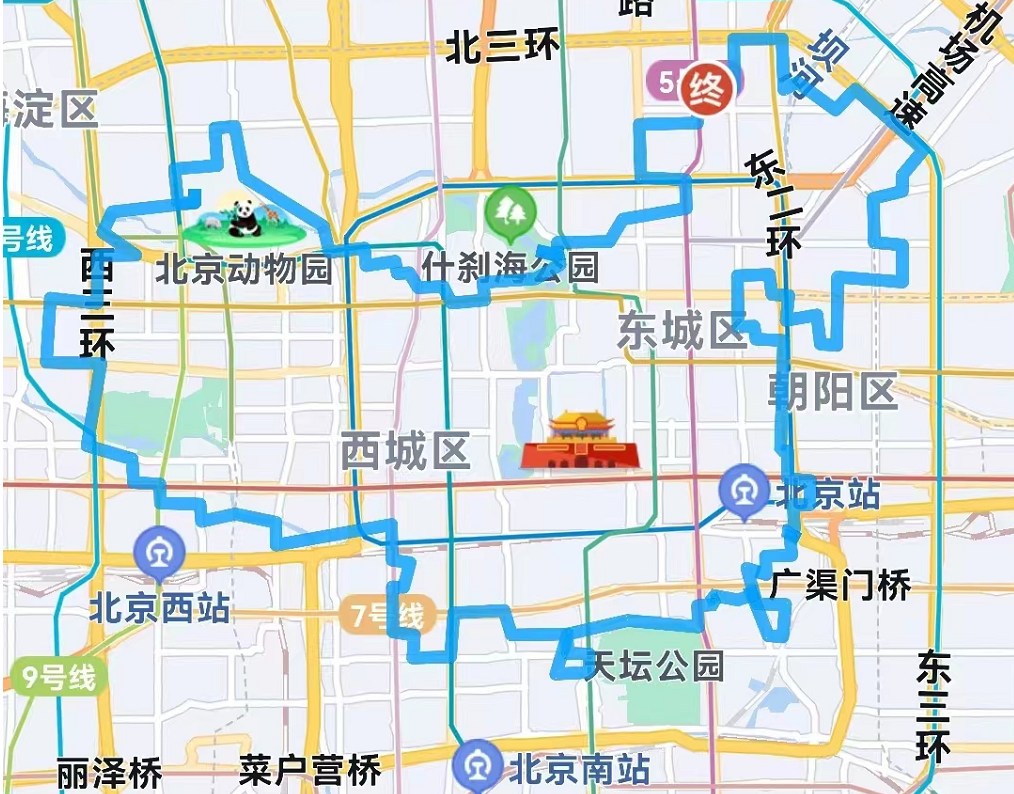 路
北三环
机场高速
坝河
5
终
淀区
东二环
号线
西三环
北京动物园
什刹海公园
东城区
朝阳区
西城区
北京站
广渠门桥
北京西站
7号线
天坛公园
9号线
东三环
丽泽桥
菜户营桥
北京南站